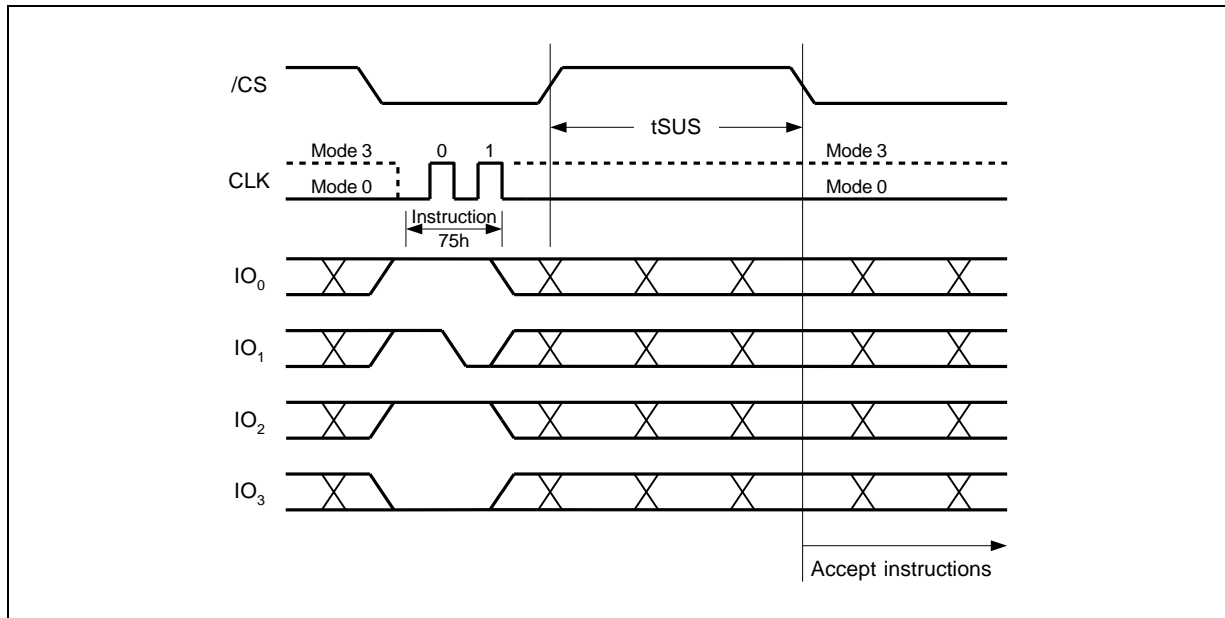 /CS
tSUS
Mode 3 0 1 Mode 3
CLK
Mode 0 Mode 0
Instruction
75h
IO0
IO1
IO2
IO3
Accept instructions